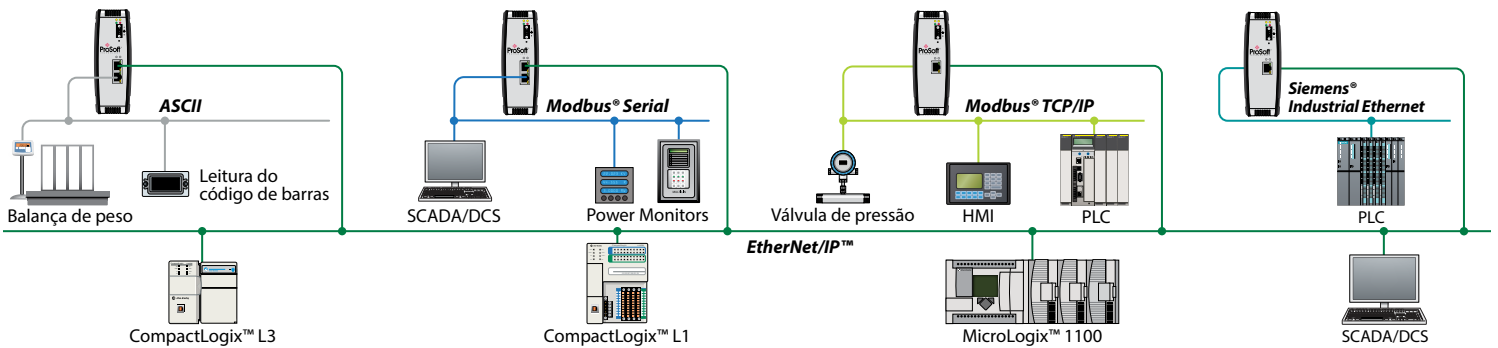 ProSoft
ASCII
Balança de peso
Leitura do
código de barras
ProSoft
Modbus® Serial
SCADA/DCS
Power Monitors
ProSoft
Modbus® TCP/IP
Válvula de pressão
HMI
PLC
ProSoft
Siemens®
Industrial Ethernet
PLC
EtherNet/IP™
CompactLogix™ L3
CompactLogix™ L1
MicroLogix™ 1100
SCADA/DCS